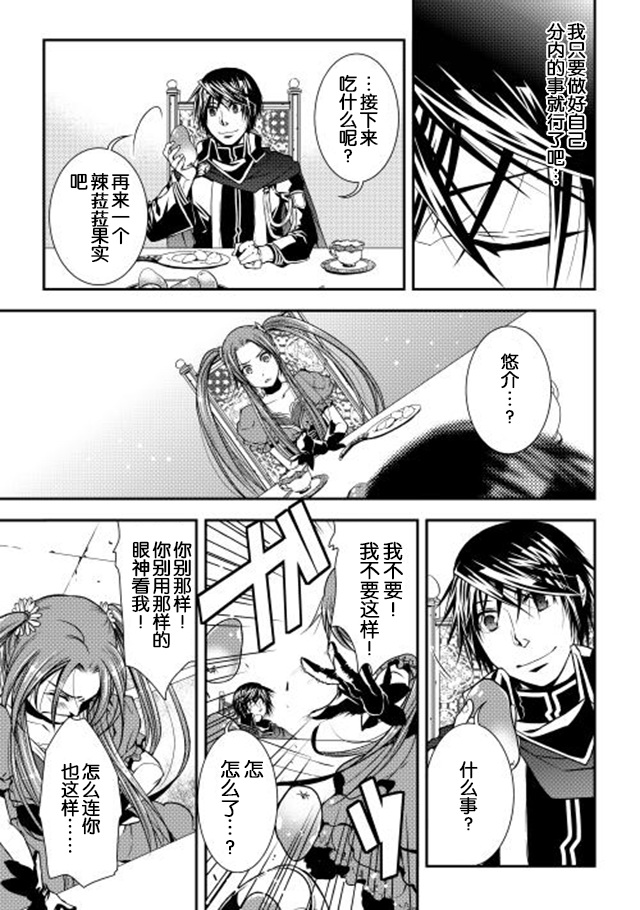 我只要做好自己
分内的事就行了吧…
…接下来
吃什么呢？
再来一个
辣菈菈果实
吧
悠介…？
什么事？
我不要！
我不要这样！
ガバッ
怎…
怎么了…？
你别那样！
你别用那样的
眼神看我！
怎么连你
也这样……